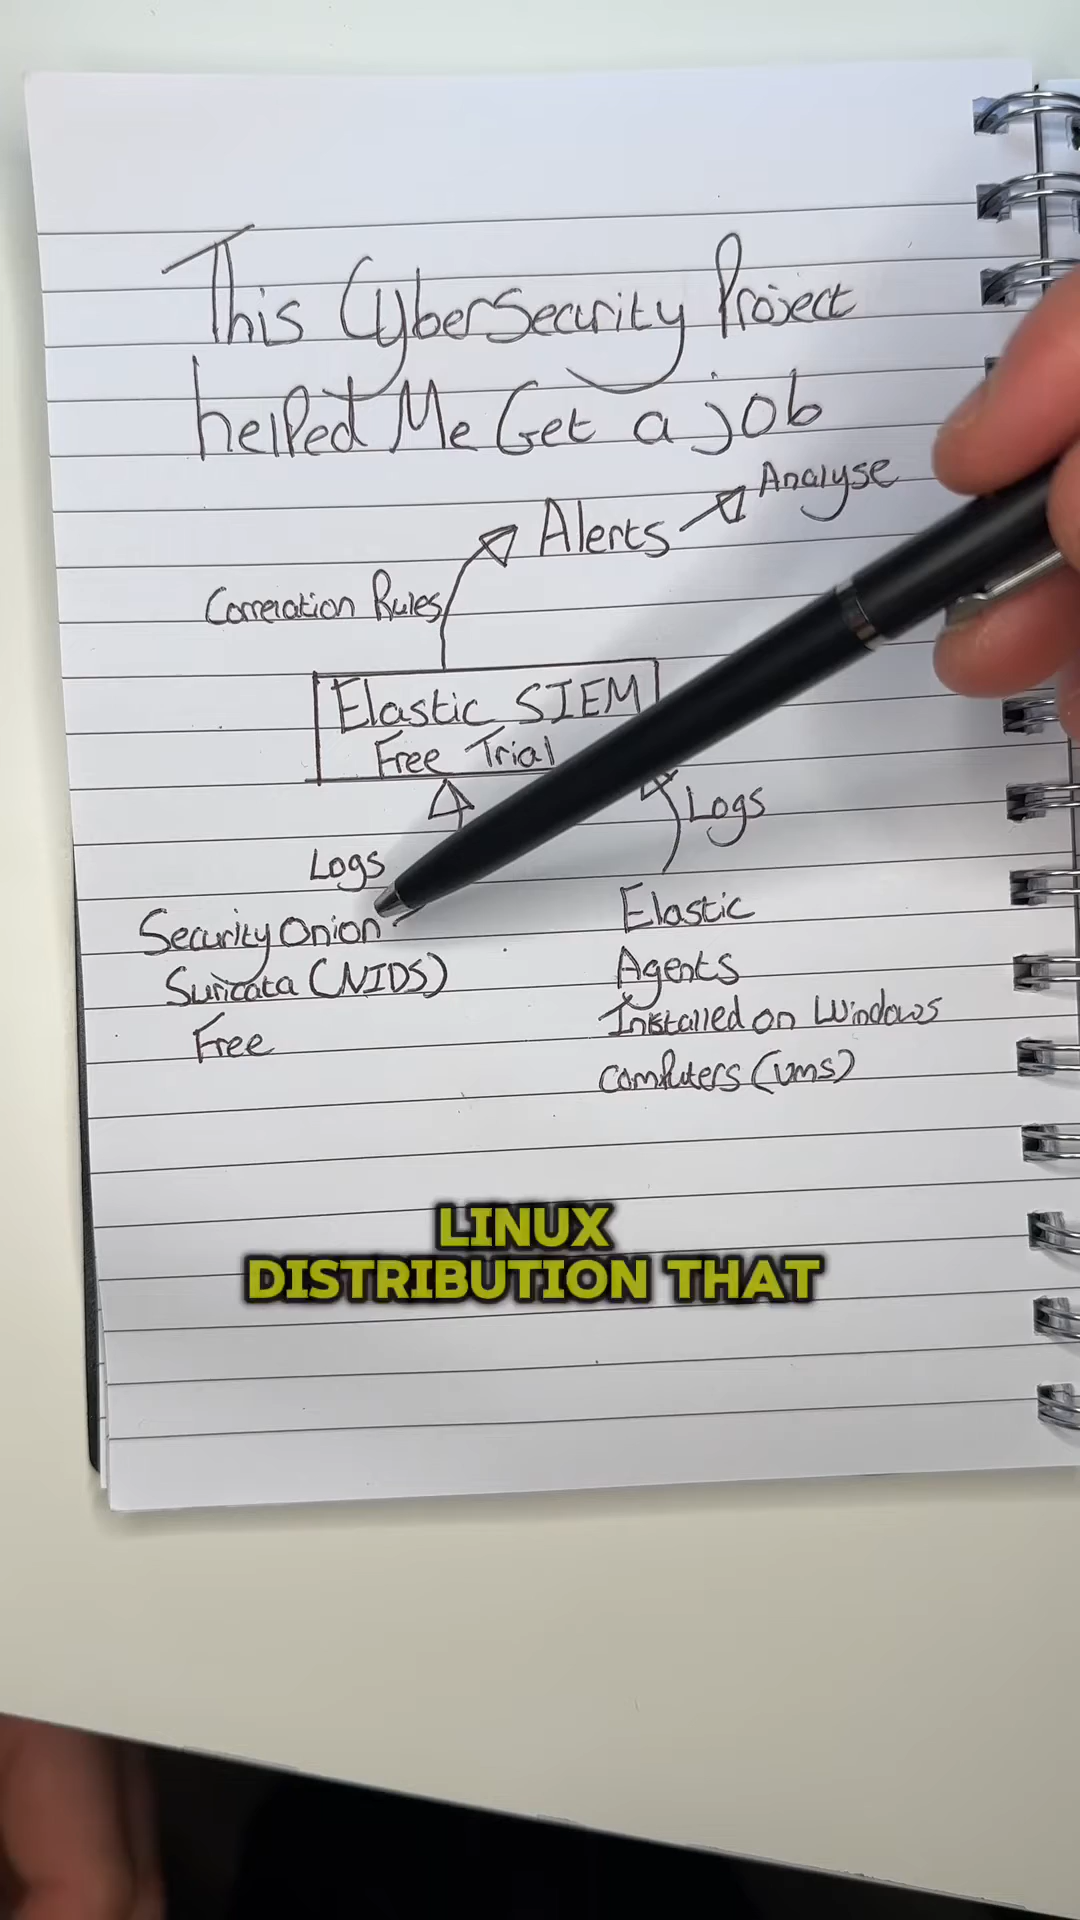 This CyberSecurity Project
helped Me Get a job
Analyse
Alerts
Correlation Rules
Elastic SIEM
Free Trial
Logs
Logs
Security Onion
Suricata (NIDS)
Free
Elastic
Agents
Installed on Windows
Computers (VMs)
LINUX
DISTRIBUTION THAT